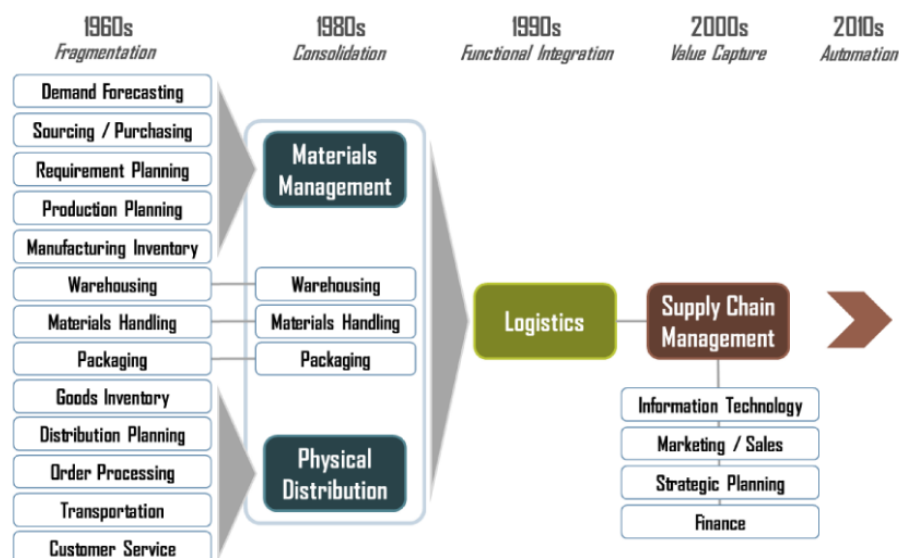 1960s
Fragmentation
1980s
Consolidation
1990s
Functional Integration
2000s
Value Capture
2010s
Automation
Demand Forecasting
Sourcing / Purchasing
Requirement Planning
Production Planning
Manufacturing Inventory
Warehousing
Materials Handling
Packaging
Goods Inventory
Distribution Planning
Order Processing
Transportation
Customer Service
Materials
Management
Warehousing
Materials Handling
Packaging
Physical
Distribution
Logistics
Supply Chain
Management
Information Technology
Marketing / Sales
Strategic Planning
Finance